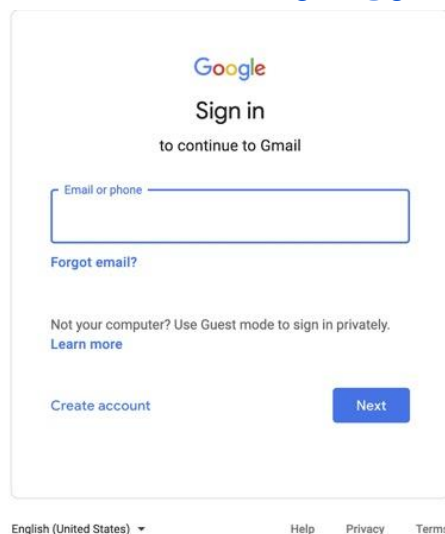 Google
Sign in
to continue to Gmail
Email or phone
Forgot email?
Not your computer? Use Guest mode to sign in privately.
Learn more
Create account Next
English (United States) Help Privacy Terms